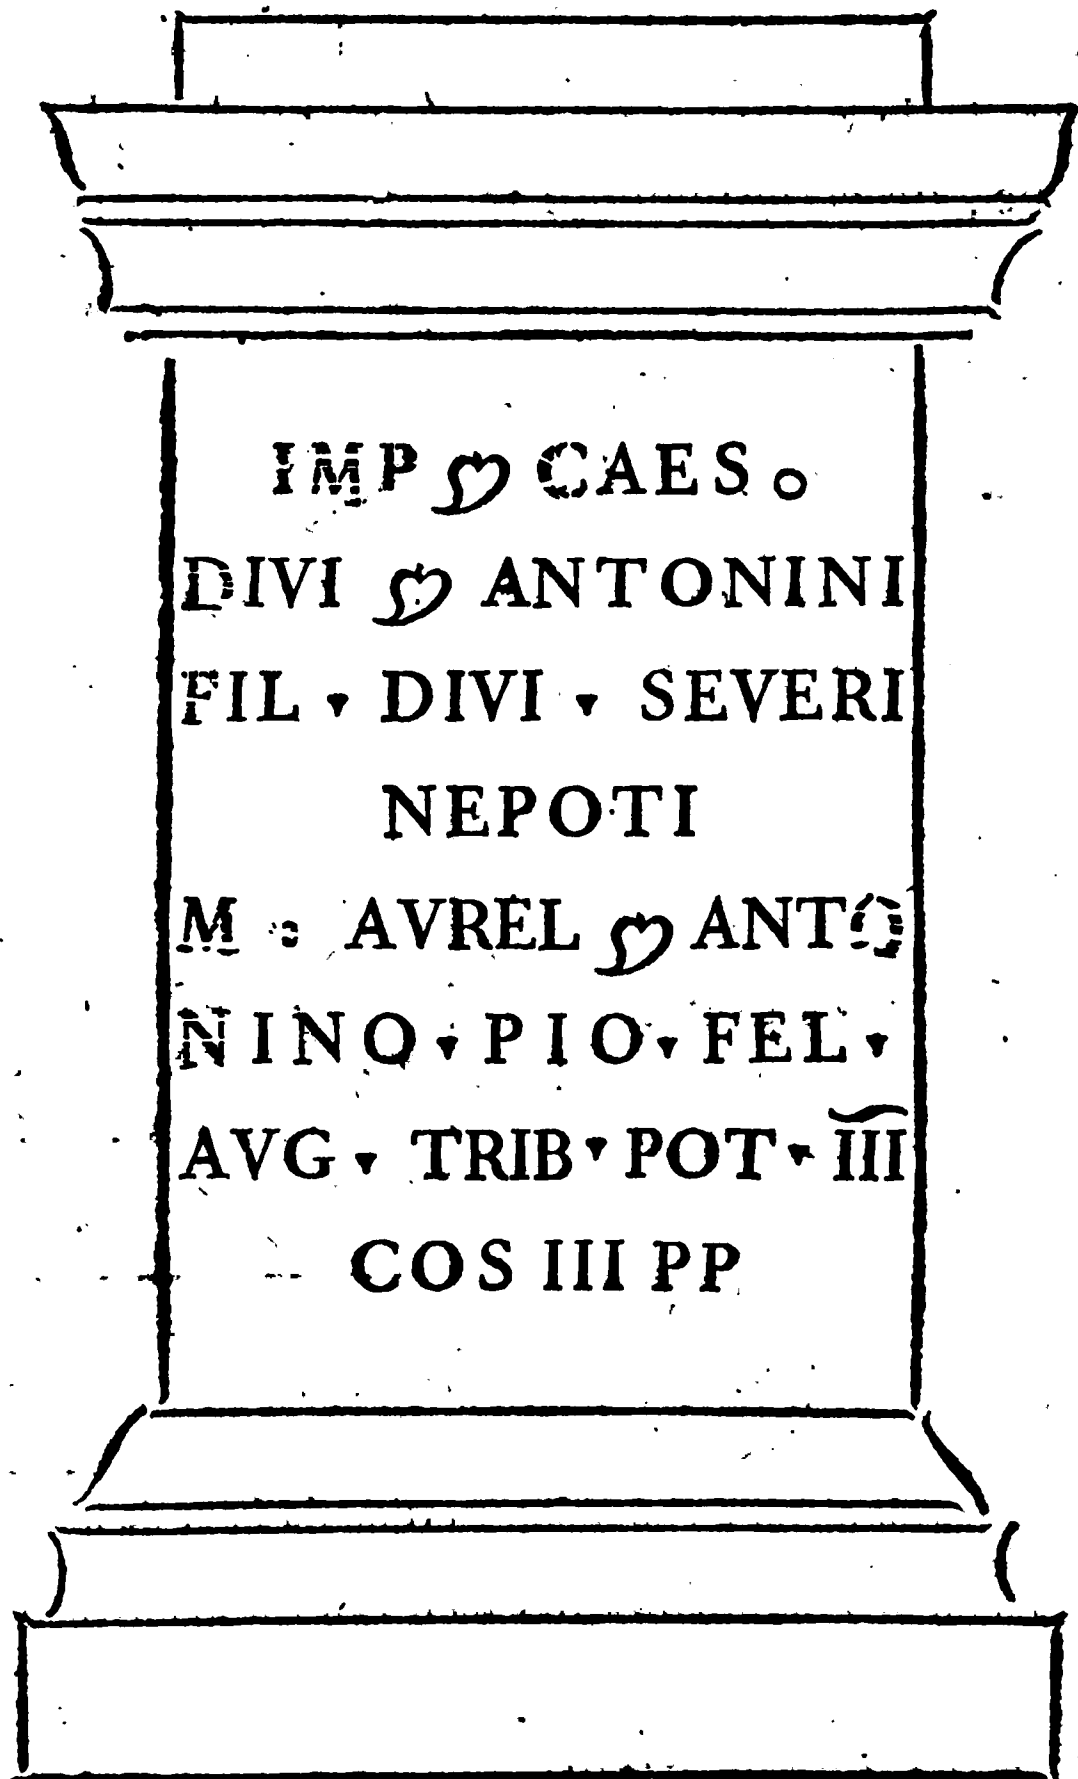 IMP ❦ CAES o
DIVI ❦ ANTONINI
FIL ▾ DIVI ▾ SEVERI
NEPOTI
M o AVREL ❦ ANTO
NINO ▾ PIO ▾ FEL ▾
AVG ▾ TRIB ▾ POT ▾ I̅I̅I̅
COS III PP